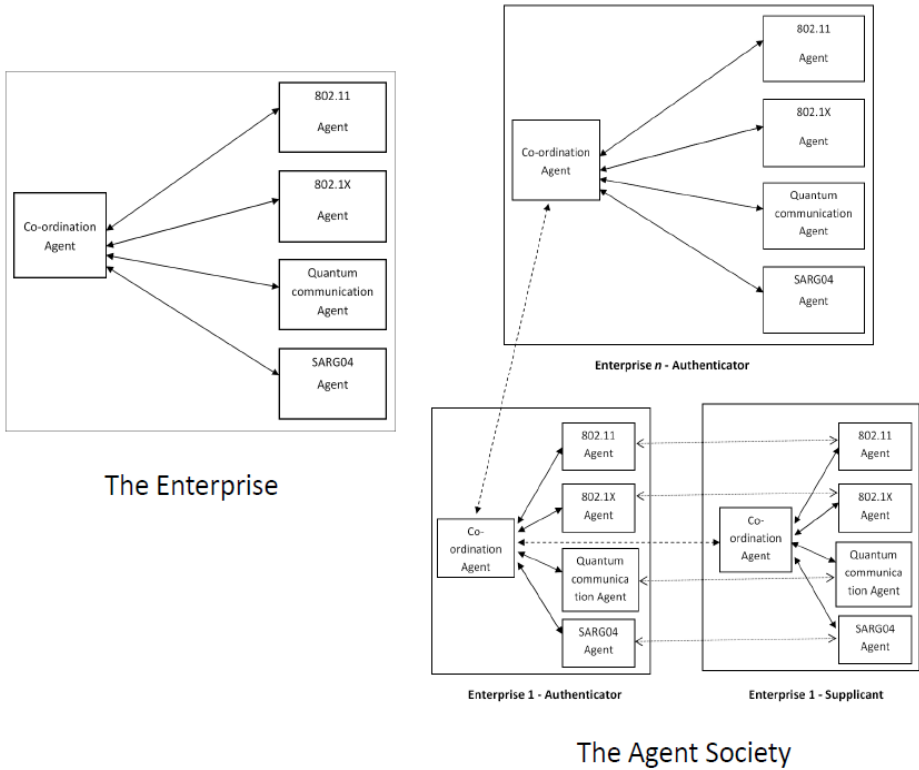 802.11
Agent
802.1X
Agent
Co-ordination
Agent
Quantum
communication
Agent
SARG04
Agent
The Enterprise
802.11
Agent
802.1X
Agent
Co-ordination
Agent
Quantum
communication
Agent
SARG04
Agent
Enterprise n - Authenticator
802.11
Agent
802.1X
Agent
Co-
ordination
Agent
Quantum
communica
tion Agent
SARG04
Agent
Enterprise 1 - Authenticator
802.11
Agent
802.1X
Agent
Co-
ordination
Agent
Quantum
communica
tion Agent
SARG04
Agent
Enterprise 1 - Supplicant
The Agent Society